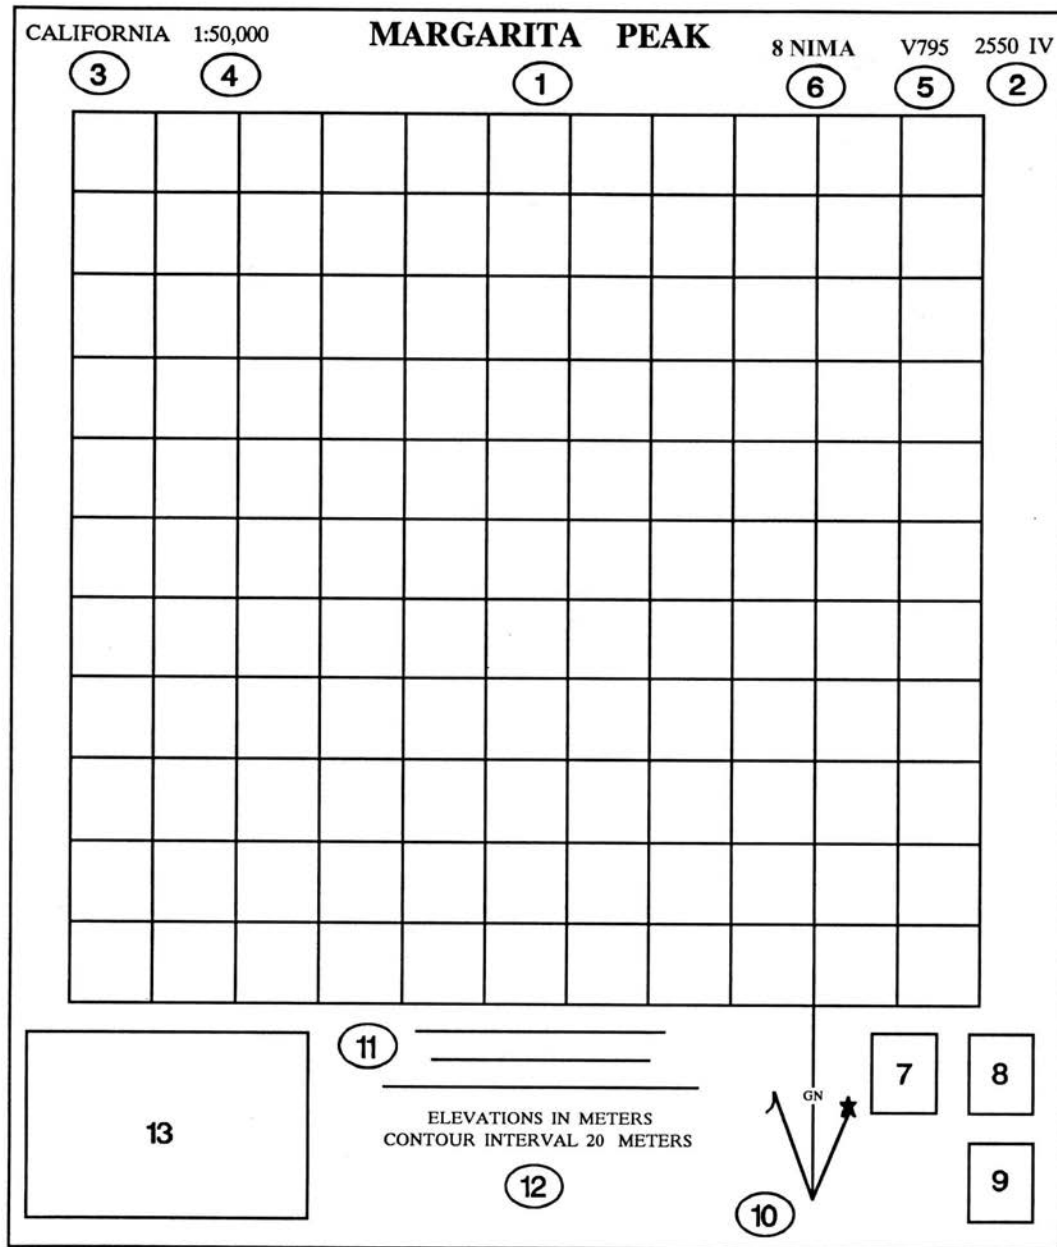 CALIFORNIA 1:50,000 MARGARITA PEAK 8 NIMA V795 2550 IV
3 4 1 6 5 2
11
7 8
GN
ELEVATIONS IN METERS
CONTOUR INTERVAL 20 METERS
13
12
9
10